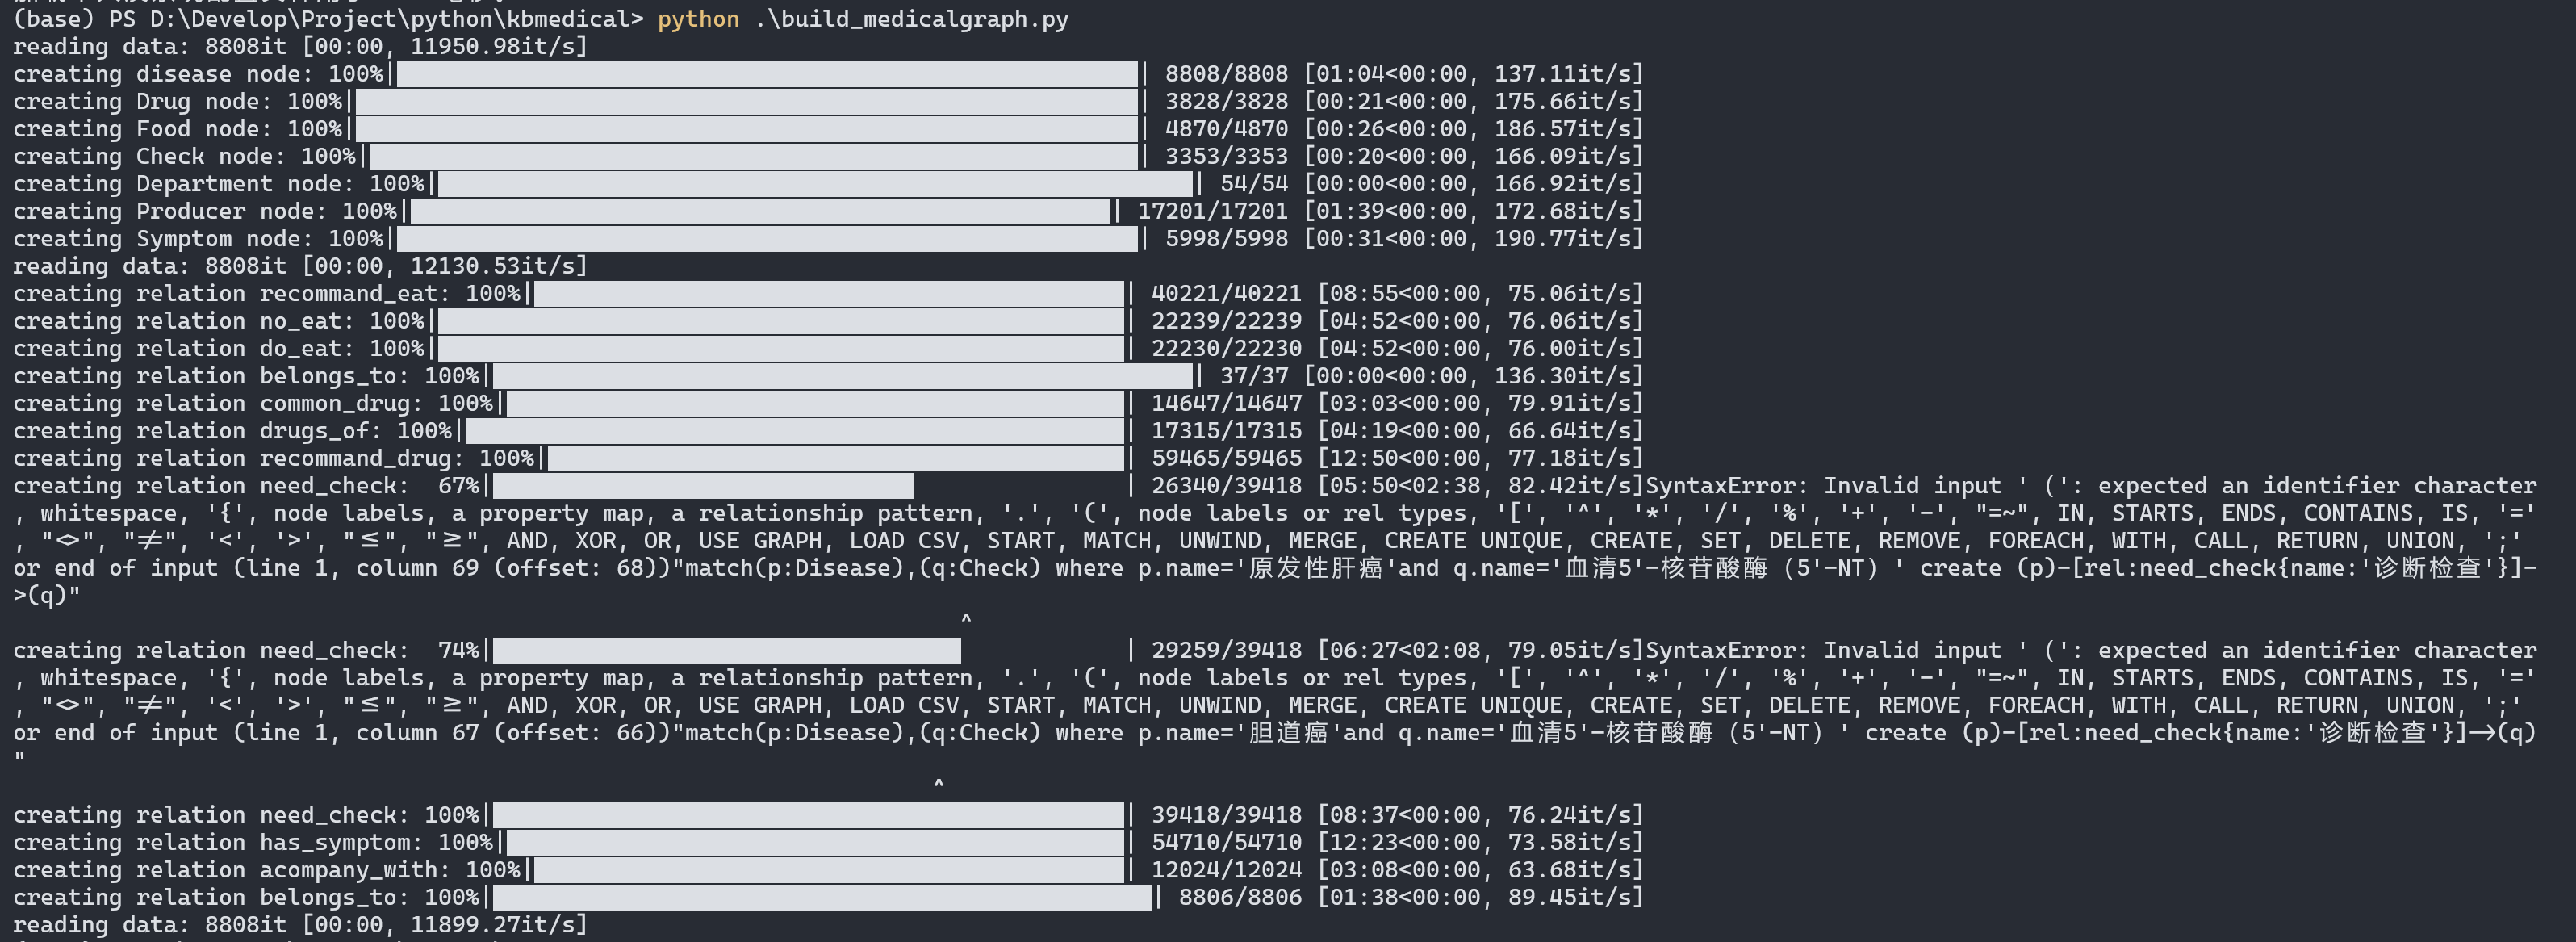 (base) PS D:\Develop\Project\python\kbmedical> python .\build_medicalgraph.py
reading data: 8808it [00:00, 11950.98it/s]
creating disease node: 100%|| 8808/8808 [01:04<00:00, 137.11it/s]
creating Drug node: 100%|| 3828/3828 [00:21<00:00, 175.66it/s]
creating Food node: 100%|| 4870/4870 [00:26<00:00, 186.57it/s]
creating Check node: 100%|| 3353/3353 [00:20<00:00, 166.09it/s]
creating Department node: 100%|| 54/54 [00:00<00:00, 166.92it/s]
creating Producer node: 100%|| 17201/17201 [01:39<00:00, 172.68it/s]
creating Symptom node: 100%|| 5998/5998 [00:31<00:00, 190.77it/s]
reading data: 8808it [00:00, 12130.53it/s]
creating relation recommand_eat: 100%|| 40221/40221 [08:55<00:00, 75.06it/s]
creating relation no_eat: 100%|| 22239/22239 [04:52<00:00, 76.06it/s]
creating relation do_eat: 100%|| 22230/22230 [04:52<00:00, 76.00it/s]
creating relation belongs_to: 100%|| 37/37 [00:00<00:00, 136.30it/s]
creating relation common_drug: 100%|| 14647/14647 [03:03<00:00, 79.91it/s]
creating relation drugs_of: 100%|| 17315/17315 [04:19<00:00, 66.64it/s]
creating relation recommand_drug: 100%|| 59465/59465 [12:50<00:00, 77.18it/s]
creating relation need_check:  67%|| 26340/39418 [05:50<02:38, 82.42it/s]SyntaxError: Invalid input ' (': expected an identifier character
, whitespace, '{', node labels, a property map, a relationship pattern, '.', '(', node labels or rel types, '[', '^', '*', '/', '%', '+', '-', "=~", IN, STARTS, ENDS, CONTAINS, IS, '='
, "<>", "!=", '<', '>', "<=", ">=", AND, XOR, OR, USE GRAPH, LOAD CSV, START, MATCH, UNWIND, MERGE, CREATE UNIQUE, CREATE, SET, DELETE, REMOVE, FOREACH, WITH, CALL, RETURN, UNION, ';'
or end of input (line 1, column 69 (offset: 68))"match(p:Disease),(q:Check) where p.name='原发性肝癌'and q.name='血清5'-核苷酸酶（5'-NT）' create (p)-[rel:need_check{name:'诊断检查'}]-
>(q)"
^
creating relation need_check:  74%|| 29259/39418 [06:27<02:08, 79.05it/s]SyntaxError: Invalid input ' (': expected an identifier character
, whitespace, '{', node labels, a property map, a relationship pattern, '.', '(', node labels or rel types, '[', '^', '*', '/', '%', '+', '-', "=~", IN, STARTS, ENDS, CONTAINS, IS, '='
, "<>", "!=", '<', '>', "<=", ">=", AND, XOR, OR, USE GRAPH, LOAD CSV, START, MATCH, UNWIND, MERGE, CREATE UNIQUE, CREATE, SET, DELETE, REMOVE, FOREACH, WITH, CALL, RETURN, UNION, ';'
or end of input (line 1, column 67 (offset: 66))"match(p:Disease),(q:Check) where p.name='胆道癌'and q.name='血清5'-核苷酸酶（5'-NT）' create (p)-[rel:need_check{name:'诊断检查'}]->(q)
"
^
creating relation need_check: 100%|| 39418/39418 [08:37<00:00, 76.24it/s]
creating relation has_symptom: 100%|| 54710/54710 [12:23<00:00, 73.58it/s]
creating relation acompany_with: 100%|| 12024/12024 [03:08<00:00, 63.68it/s]
creating relation belongs_to: 100%|| 8806/8806 [01:38<00:00, 89.45it/s]
reading data: 8808it [00:00, 11899.27it/s]